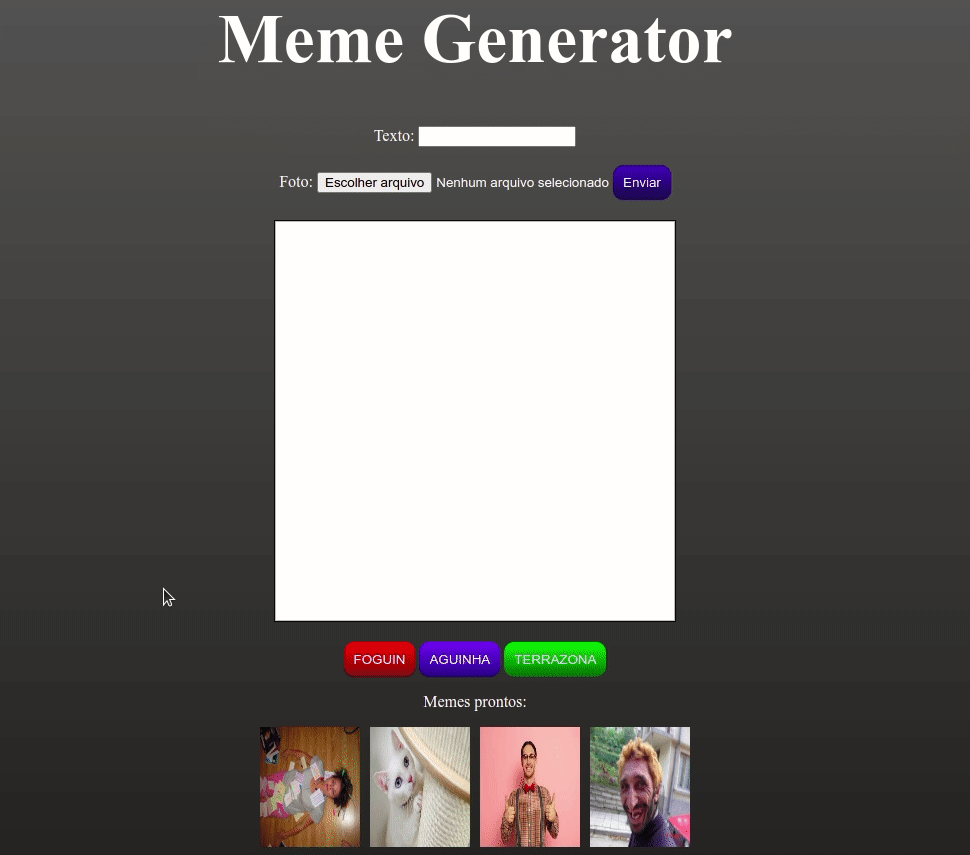 Meme Generator
Texto:
Foto: Escolher arquivo Nenhum arquivo selecionado Enviar
FOGUIN AGUINHA TERRAZONA
Memes prontos: